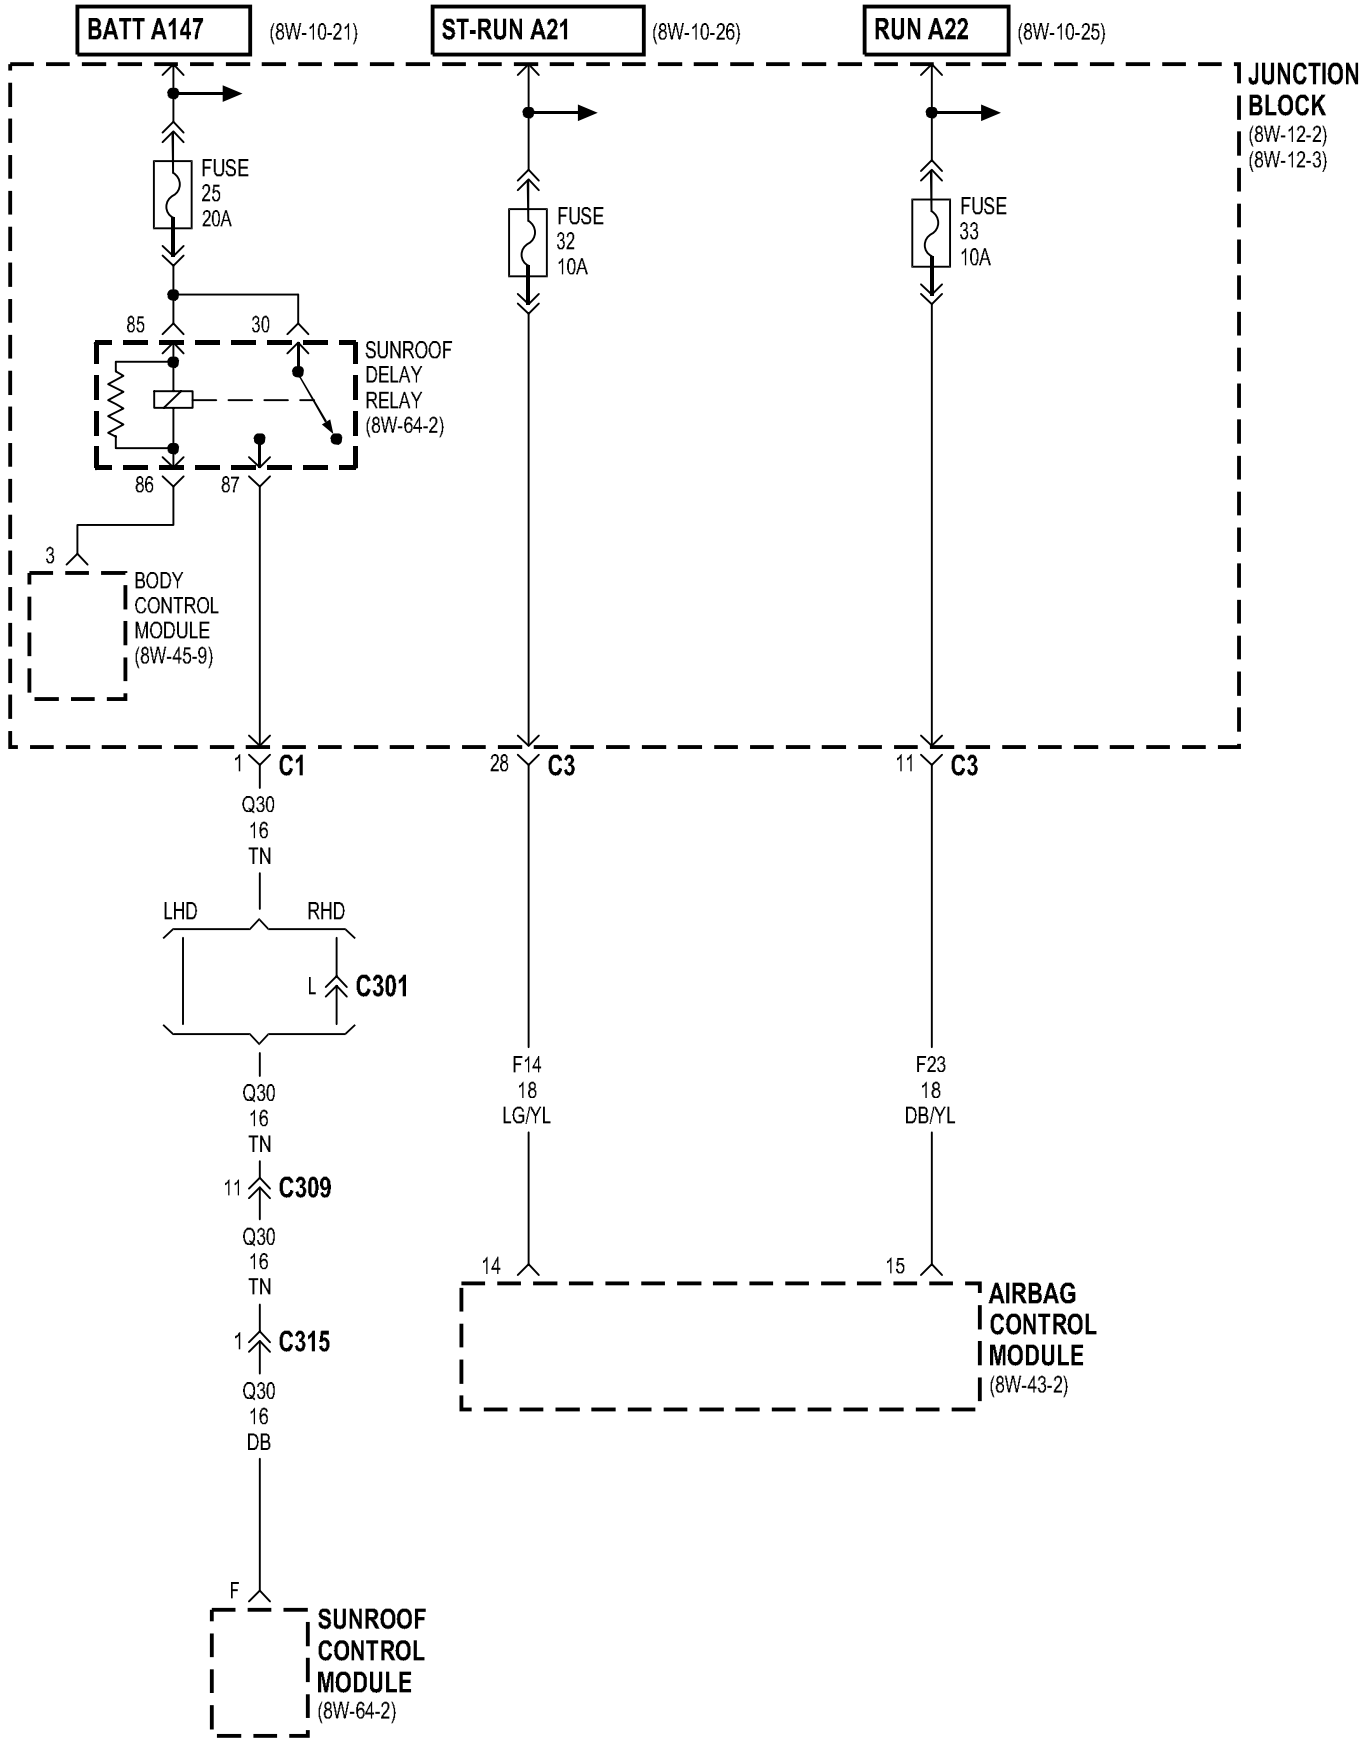 BATT A147
(8W-10-21)
ST-RUN A21
(8W-10-26)
RUN A22
(8W-10-25)
JUNCTION
BLOCK
(8W-12-2)
(8W-12-3)
FUSE
25
20A
FUSE
32
10A
FUSE
33
10A
85
30
SUNROOF
DELAY
RELAY
(8W-64-2)
86
87
3
BODY
CONTROL
MODULE
(8W-45-9)
1
C1
28
C3
11
C3
Q30
16
TN
LHD
RHD
L
C301
Q30
16
TN
F14
18
LG/YL
F23
18
DB/YL
11
C309
Q30
16
TN
14
15
AIRBAG
CONTROL
MODULE
(8W-43-2)
1
C315
Q30
16
DB
F
SUNROOF
CONTROL
MODULE
(8W-64-2)